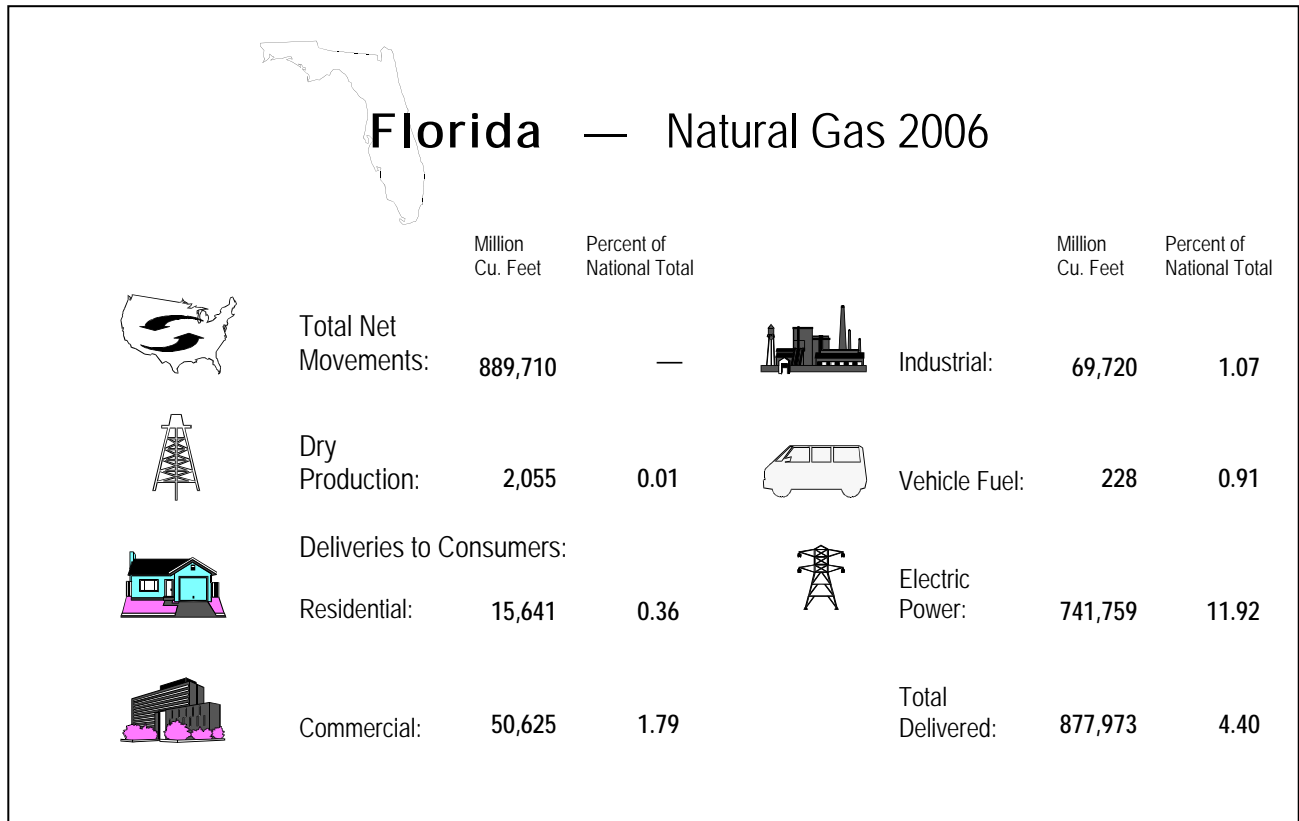 Florida — Natural Gas 2006
Million Cu. Feet
Percent of National Total
Total Net Movements: 889,710 —
Dry Production: 2,055 0.01
Deliveries to Consumers:
Residential: 15,641 0.36
Commercial: 50,625 1.79
Million Cu. Feet
Percent of National Total
Industrial: 69,720 1.07
Vehicle Fuel: 228 0.91
Electric Power: 741,759 11.92
Total Delivered: 877,973 4.40